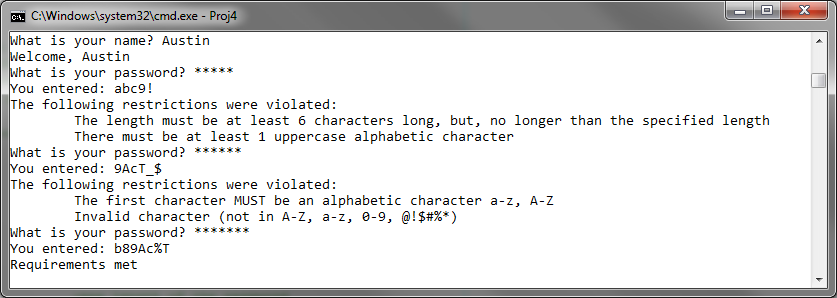 C:\Windows\system32\cmd.exe - Proj4
What is your name? Austin
Welcome, Austin
What is your password? *****
You entered: abc9!
The following restrictions were violated:
The length must be at least 6 characters long, but, no longer than the specified length
There must be at least 1 uppercase alphabetic character
What is your password? ******
You entered: 9AcT_$
The following restrictions were violated:
The first character MUST be an alphabetic character a-z, A-Z
Invalid character (not in A-Z, a-z, 0-9, @!$#%*)
What is your password? *******
You entered: b89Ac%T
Requirements met